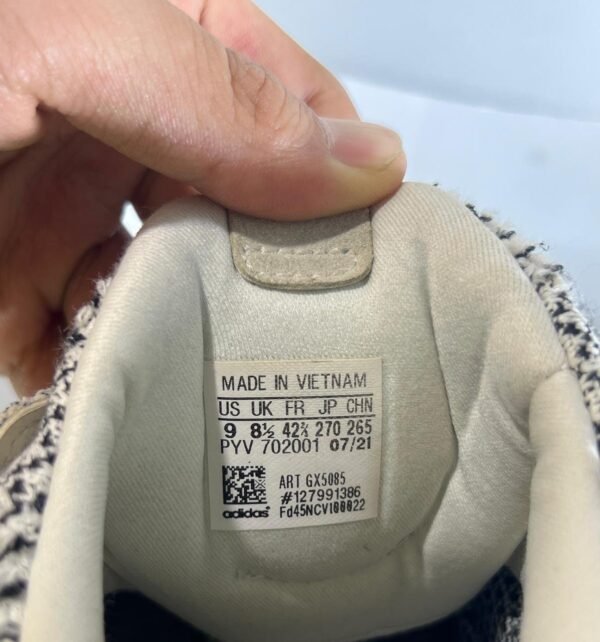 MADE IN VIETNAM
US UK FR JP CHN
9 8½ 42⅔ 270 265
PYV 702001 07/21
ART GX5085
#127991386
adidas Fd45NCVI00022